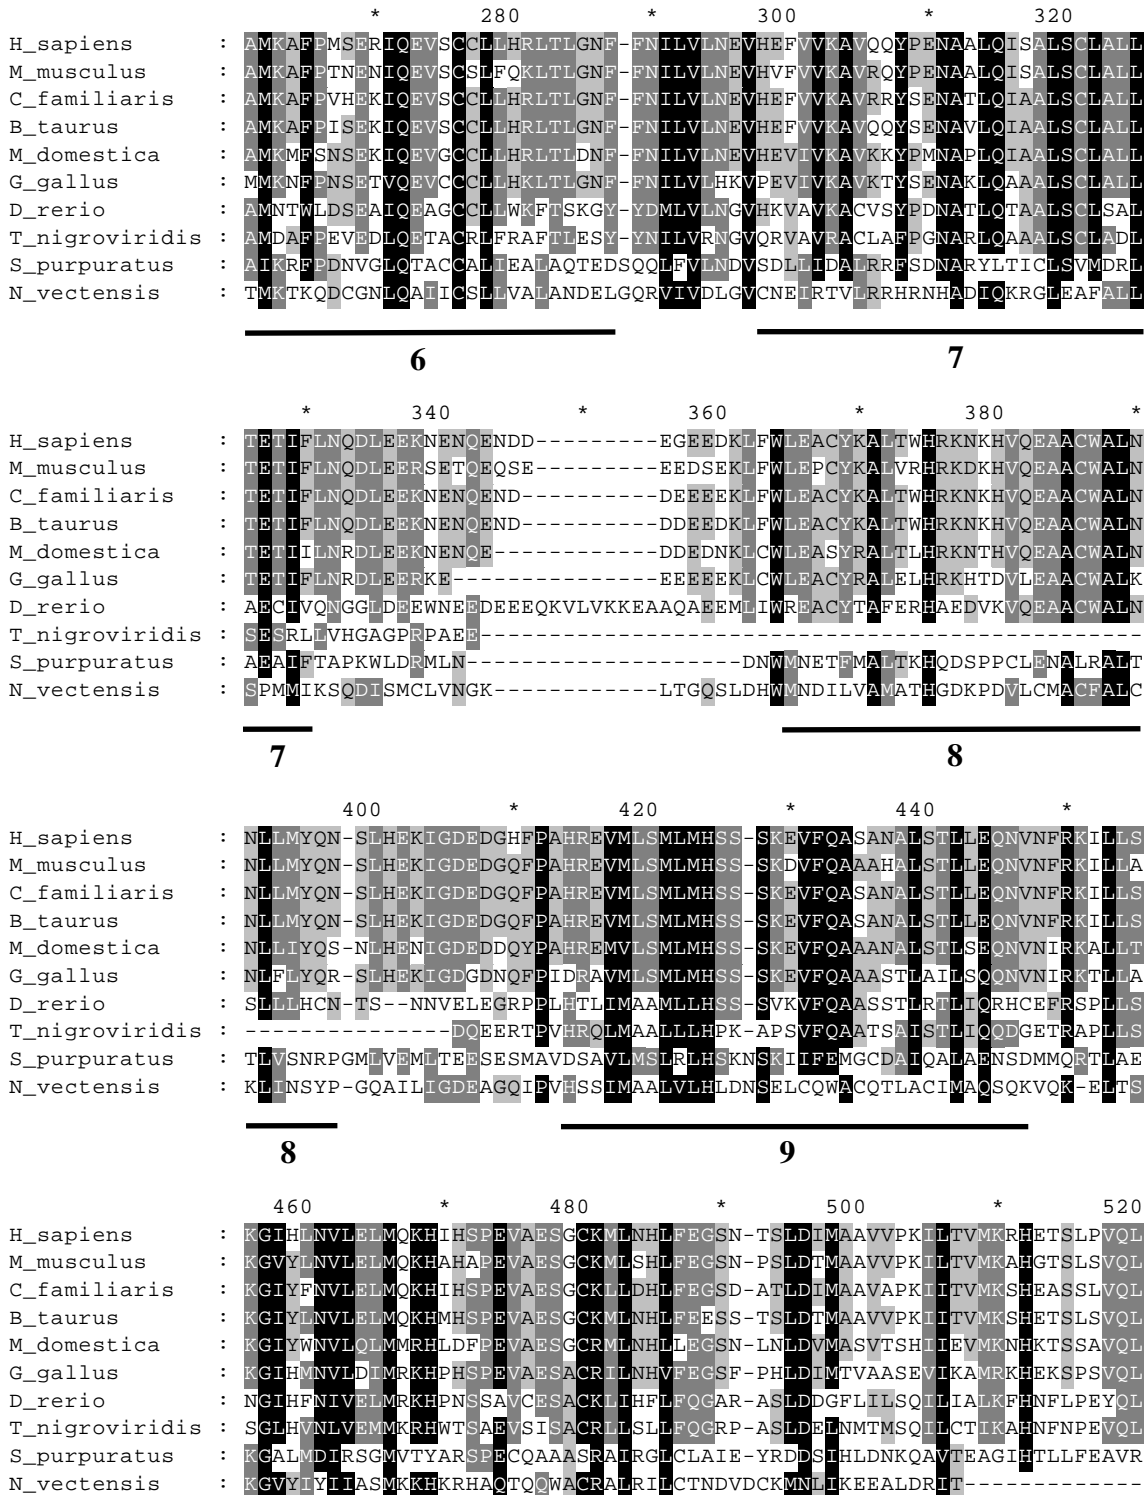 * 280 * 300 * 320
H_sapiens : AMKAFPMSERIQEVSCCLLHRLTLGNF-FNILVLNEVHEFVVKAVQQYPENAALQISALSCLALL
M_musculus : AMKAFPTNENIQEVSCSLFQKLTLGNF-FNILVLNEVHVFVVKAVRQYPENAALQISALSCLALL
C_familiaris : AMKAFPVHEKIQEVSCCLLHRLTLGNF-FNILVLNEVHEFVVKAVRRYSENATLQIAALSCLALL
B_taurus : AMKAFPISEKIQEVSCCLLHRLTLGNF-FNILVLNEVHEFVVKAVQQYSENAVLQIAALSCLALL
M_domestica : AMKMFSNSEKIQEVGCCLLHRLTLDNF-FNILVLNEVHEVIVKAVKKYPMNAPLQIAALSCLALL
G_gallus : MMKNFPNSETVQEVCCCLLHKLTLGNF-FNILVLHKVPEVIVKAVKTYSENAKLQAAALSCLALL
D_rerio : AMNTWLDSEAIQEAGCCLLWKFTSKGY-YDMLVLNGVHKVAVKACVSYPDNATLQTAALSCLSAL
T_nigroviridis : AMDAFPEVEDLQETACRLFRAFTLESY-YNILVRNGVQRVAVRACLAFPGNARLQAAALSCLADL
S_purpuratus : AIKRFPDNVGLQTACCALIEALAQTEDSQQLFVLNDVSDLLIDALRRFSDNARYLTICLSVMDRL
N_vectensis : TMKTKQDCGNLQAIICSLLVALANDELGQRVIVDLGVCNEIRTVLRRHRNHADIQKRGLEAFALL
6 7
* 340 * 360 * 380 *
H_sapiens : TETIFLNQDLEEKNENQENDD---------EGEEDKLFWLEACYKALTWHRKNKHVQEAACWALN
M_musculus : TETIFLNQDLEERSETQEQSE---------EEDSEKLFWLEPCYKALVRHRKDKHVQEAACWALN
C_familiaris : TETIFLNQDLEEKNENQEND----------DEEEEKLFWLEACYKALTWHRKNKHVQEAACWALN
B_taurus : TETIFLNQDLEEKNENQEND----------DDEEDKLFWLEACYKALTWHRKNKHVQEAACWALN
M_domestica : TETIILNRDLEEKNENQE------------DDEDNKLCWLEASYRALTLHRKNTHVQEAACWALN
G_gallus : TETIFLNRDLEERKE---------------EEEEEKLCWLEACYRALELHRKHTDVLEAACWALK
D_rerio : AECIVQNGGLDEEWNEEDEEEQKVLVKKEAAQAEEMLIWREACYTAFERHAEDVKVQEAACWALN
T_nigroviridis : SESRLLVHGAGPRPAEE------------------------------------------------
S_purpuratus : AEAIFTAPKWLDRMLN--------------------DNWMNETFMALTKHQDSPPCLENALRALT
N_vectensis : SPMMIKSQDISMCLVNGK------------LTGQSLDHWMNDILVAMATHGDKPDVLCMACFALC
7 8
400 * 420 * 440 *
H_sapiens : NLLMYQN-SLHEKIGDEDGHFPAHREVMLSMLMHSS-SKEVFQASANALSTLLEQNVNFRKILLS
M_musculus : NLLMYQN-SLHEKIGDEDGQFPAHREVMLSMLMHSS-SKDVFQAAAHALSTLLEQNVNFRKILLA
C_familiaris : NLLMYQN-SLHEKIGDEDGQFPAHREVMLSMLMHSS-SKEVFQASANALSTLLEQNVNFRKILLS
B_taurus : NLLMYQN-SLHEKIGDEDGQFPAHREVMLSMLMHSS-SKEVFQASANALSTLLEQNVNFRKILLS
M_domestica : NLLIYQS-NLHENIGDEDDQYPAHREMVLSMLMHSS-SKEVFQAAANALSTLSEQNVNIRKALLT
G_gallus : NLFLYQR-SLHEKIGDGDNQFPIDRAVMLSMLMHSS-SKEVFQAAASTLAILSQQNVNIRKTLLA
D_rerio : SLLLHCN-TS--NNVELEGRPPLHTLIMAAMLLHSS-SVKVFQAASSTLRTLIQRHCEFRSPLLS
T_nigroviridis : ---------------DQEERTPVHRQLMAALLLHPK-APSVFQAATSAISTLIQQDGETRAPLLS
S_purpuratus : TLVSNRPGMLVEMLTEESESMAVDSAVLMSLRLHSKNSKIIFEMGCDAIQALAENSDMMQRTLAE
N_vectensis : KLINSYP-GQAILIGDEAGQIPVHSSIMAALVLHLDNSELCQWACQTLACIMAQSQKVQK-ELTS
8 9
460 * 480 * 500 * 520
H_sapiens : KGIHLNVLELMQKHIHSPEVAESGCKMLNHLFEGSN-TSLDIMAAVVPKILTVMKRHETSLPVQL
M_musculus : KGVYLNVLELMQKHAHAPEVAESGCKMLSHLFEGSN-PSLDTMAAVVPKILTVMKAHGTSLSVQL
C_familiaris : KGIYFNVLELMQKHIHSPEVAESGCKLLDHLFEGSD-ATLDIMAAVAPKIITVMKSHEASSLVQL
B_taurus : KGIYLNVLELMQKHMHSPEVAESGCKMLNHLFEESS-TSLDTMAAVVPKIITVMKSHETSLSVQL
M_domestica : KGIYWNVLQLMMRHLDFPEVAESGCRMLNHLLEGSN-LNLDVMASVTSHIIEVMKNHKTSSAVQL
G_gallus : KGIHMNVLDIMRKHPHSPEVAESACRILNHVFEGSF-PHLDIMTVAASEVIKAMRKHEKSPSVQL
D_rerio : NGIHFNIVELMRKHPNSSAVCESACKLIHFLFQGAR-ASLDDGFLILSQILIALKFHNFLPEYQL
T_nigroviridis : SGLHVNLVEMMKRHWTSAEVSISACRLLSLLFQGRP-ASLDELNMTMSQILCTIKAHNFNPEVQL
S_purpuratus : KGALMDIRSGMVTYARSPECQAAASRAIRGLCLAIE-YRDDSIHLDNKQAVTEAGIHTLLFEAVR
N_vectensis : KGVYIYIIASMKKHKRHAQTQQWACRALRILCTNDVDCKMNLIKEEALDRIT-------------